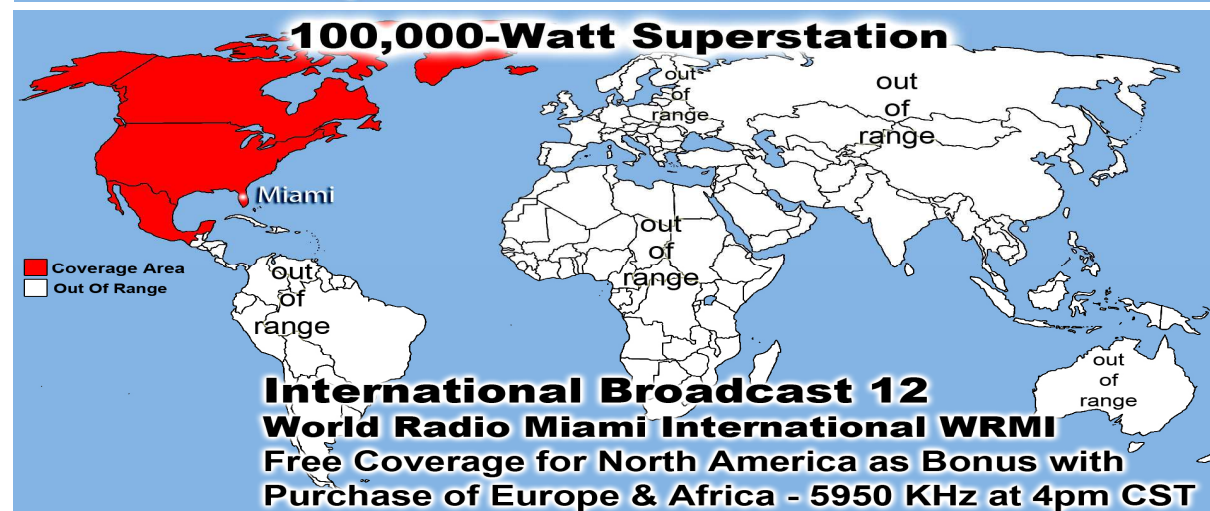 100,000-Watt Superstation
out
of
range
out
of
range
Miami
out
of
range
Coverage Area
Out Of Range
out
of
range
out
of
range
International Broadcast 12
World Radio Miami International WRMI
Free Coverage for North America as Bonus with
Purchase of Europe & Africa - 5950 KHz at 4pm CST